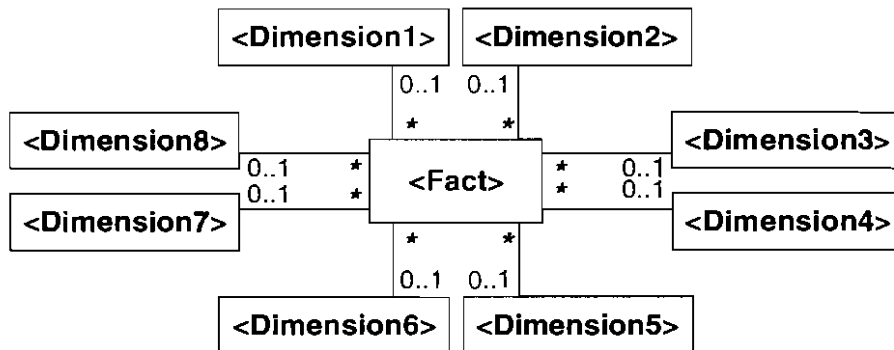 <Dimension1> <Dimension2>
0..1 0..1
* *
<Dimension8> <Dimension3>
0..1 * * 0..1
<Fact>
0..1 * * 0..1
<Dimension7> <Dimension4>
* *
0..1 0..1
<Dimension6> <Dimension5>